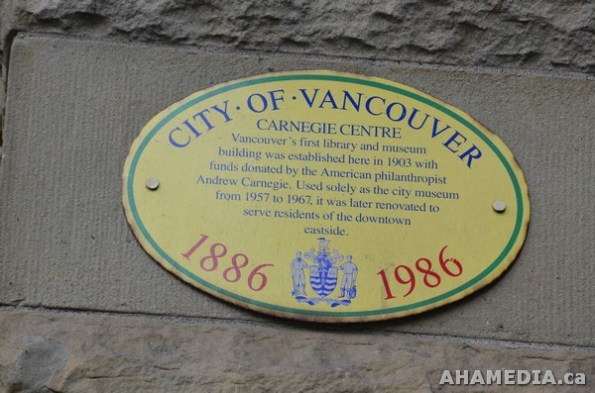 CITY·OF·VANCOUVER
CARNEGIE CENTRE
Vancouver's first library and museum
building was established here in 1903 with
funds donated by the American philanthropist
Andrew Carnegie. Used solely as the city museum
from 1957 to 1967, it was later renovated to
serve residents of the downtown
eastside.
1886 1986
AHAMEDIA.ca